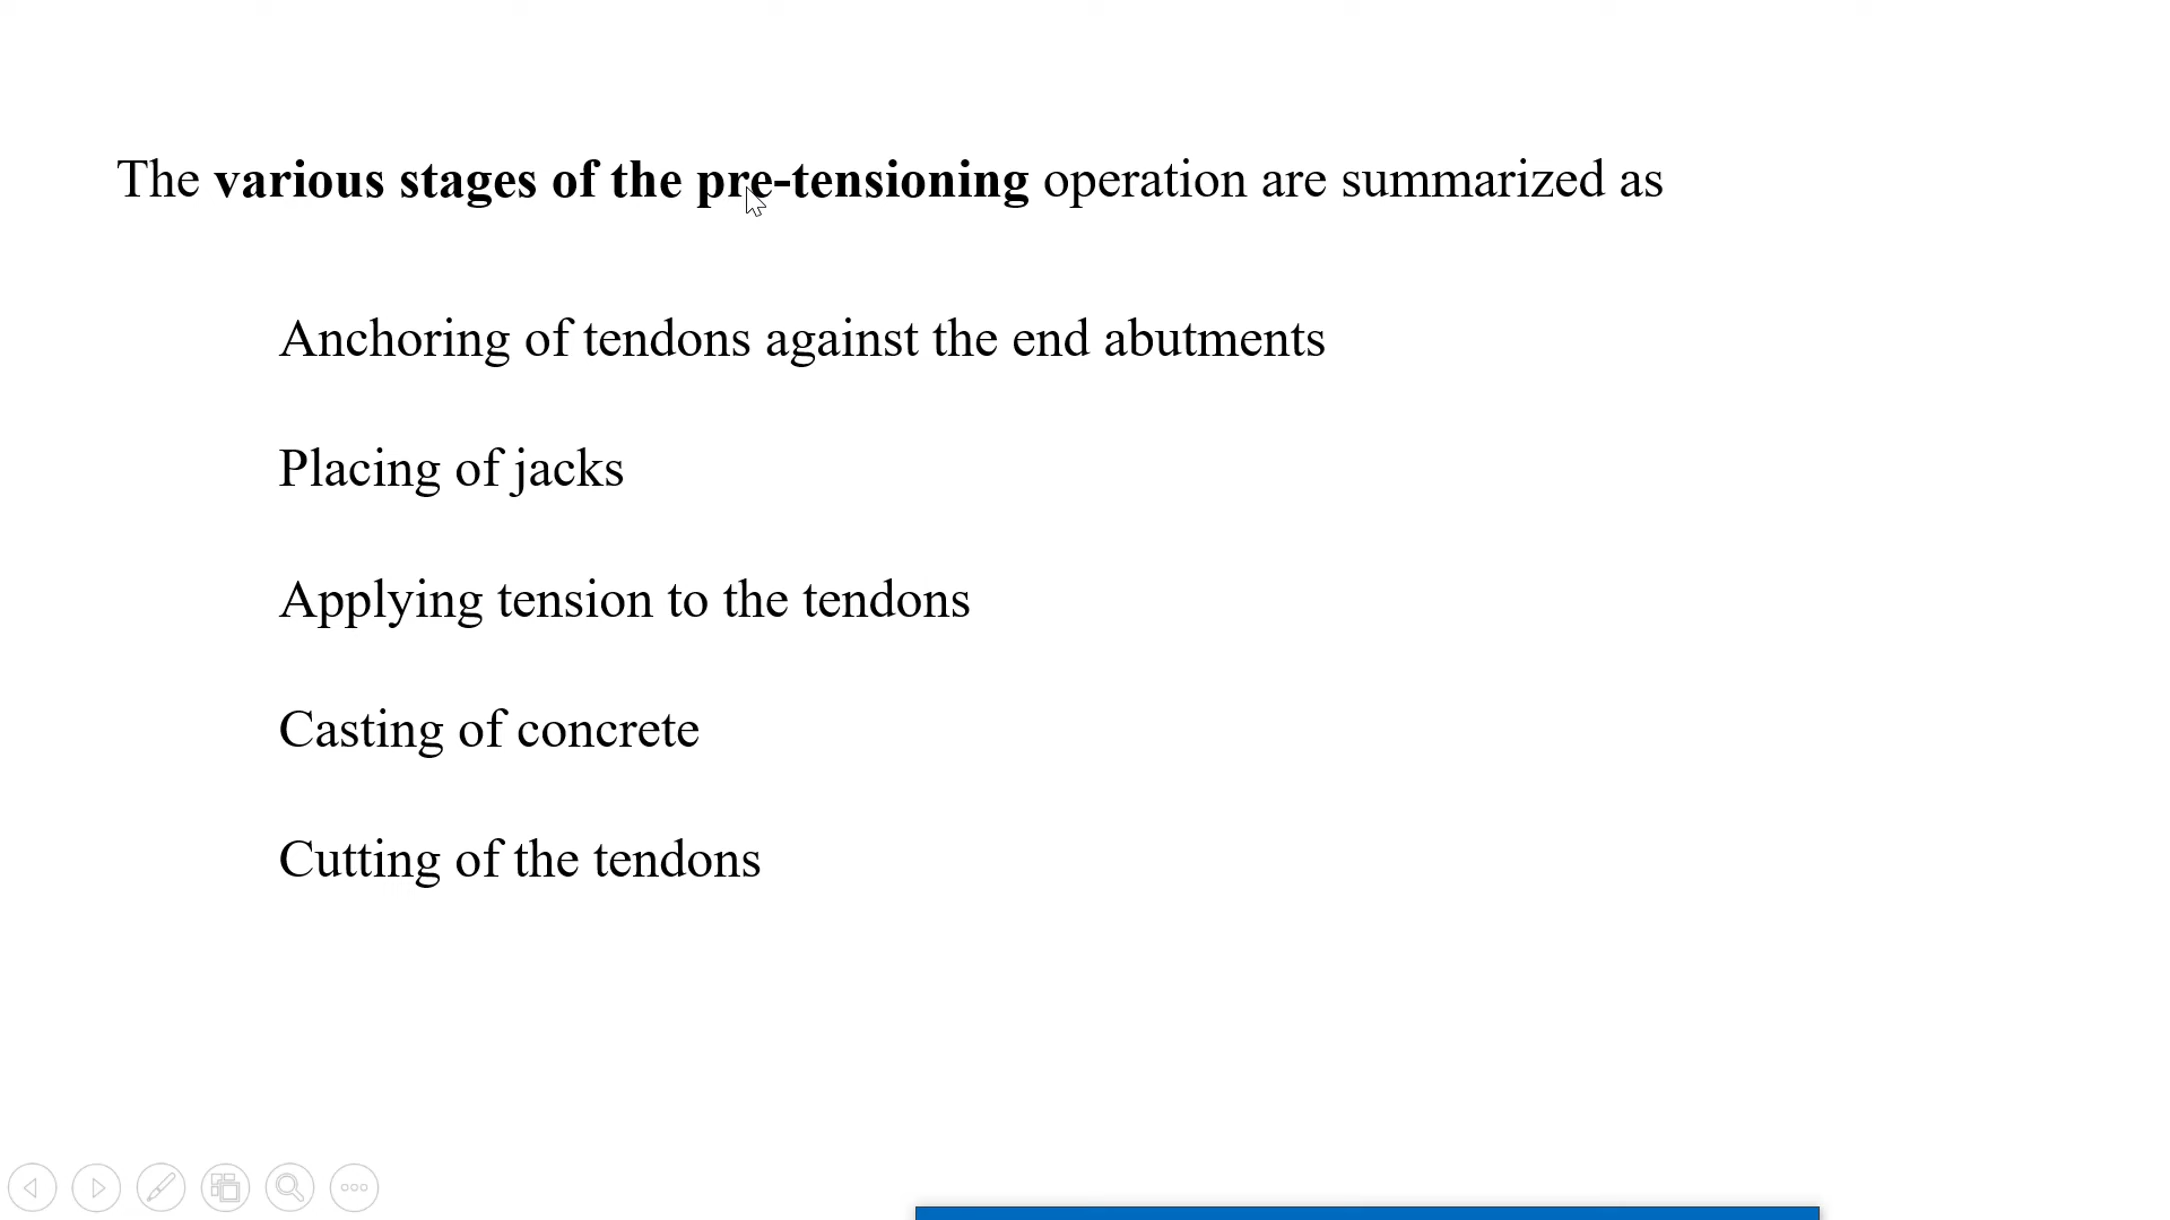 The various stages of the pre-tensioning operation are summarized as
Anchoring of tendons against the end abutments
Placing of jacks
Applying tension to the tendons
Casting of concrete
Cutting of the tendons